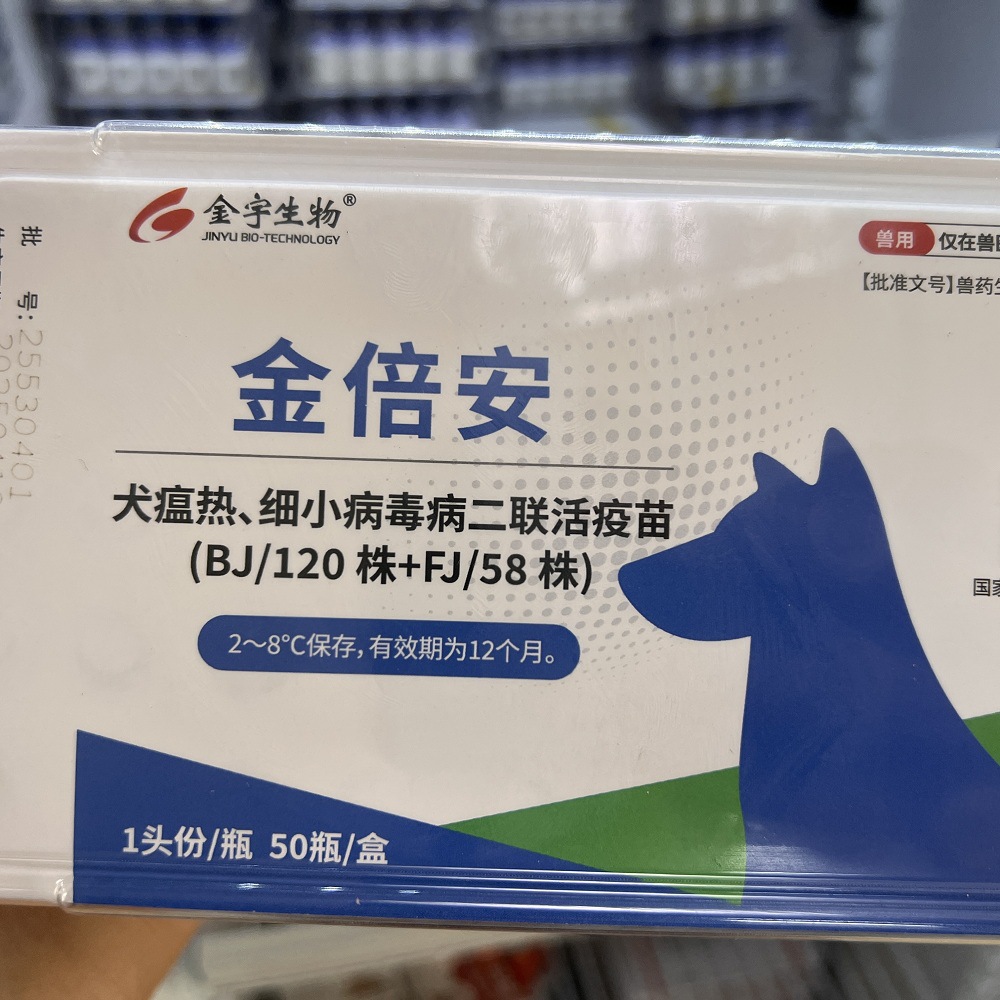 金宇生物®
JINYU BIO-TECHNOLOGY
兽用 仅在兽
【批准文号】兽药生
金倍安
犬瘟热、细小病毒病二联活疫苗
(BJ/120 株+FJ/58 株)
2～8℃保存，有效期为12个月。
国家
1头份/瓶 50瓶/盒
批 号：25530401